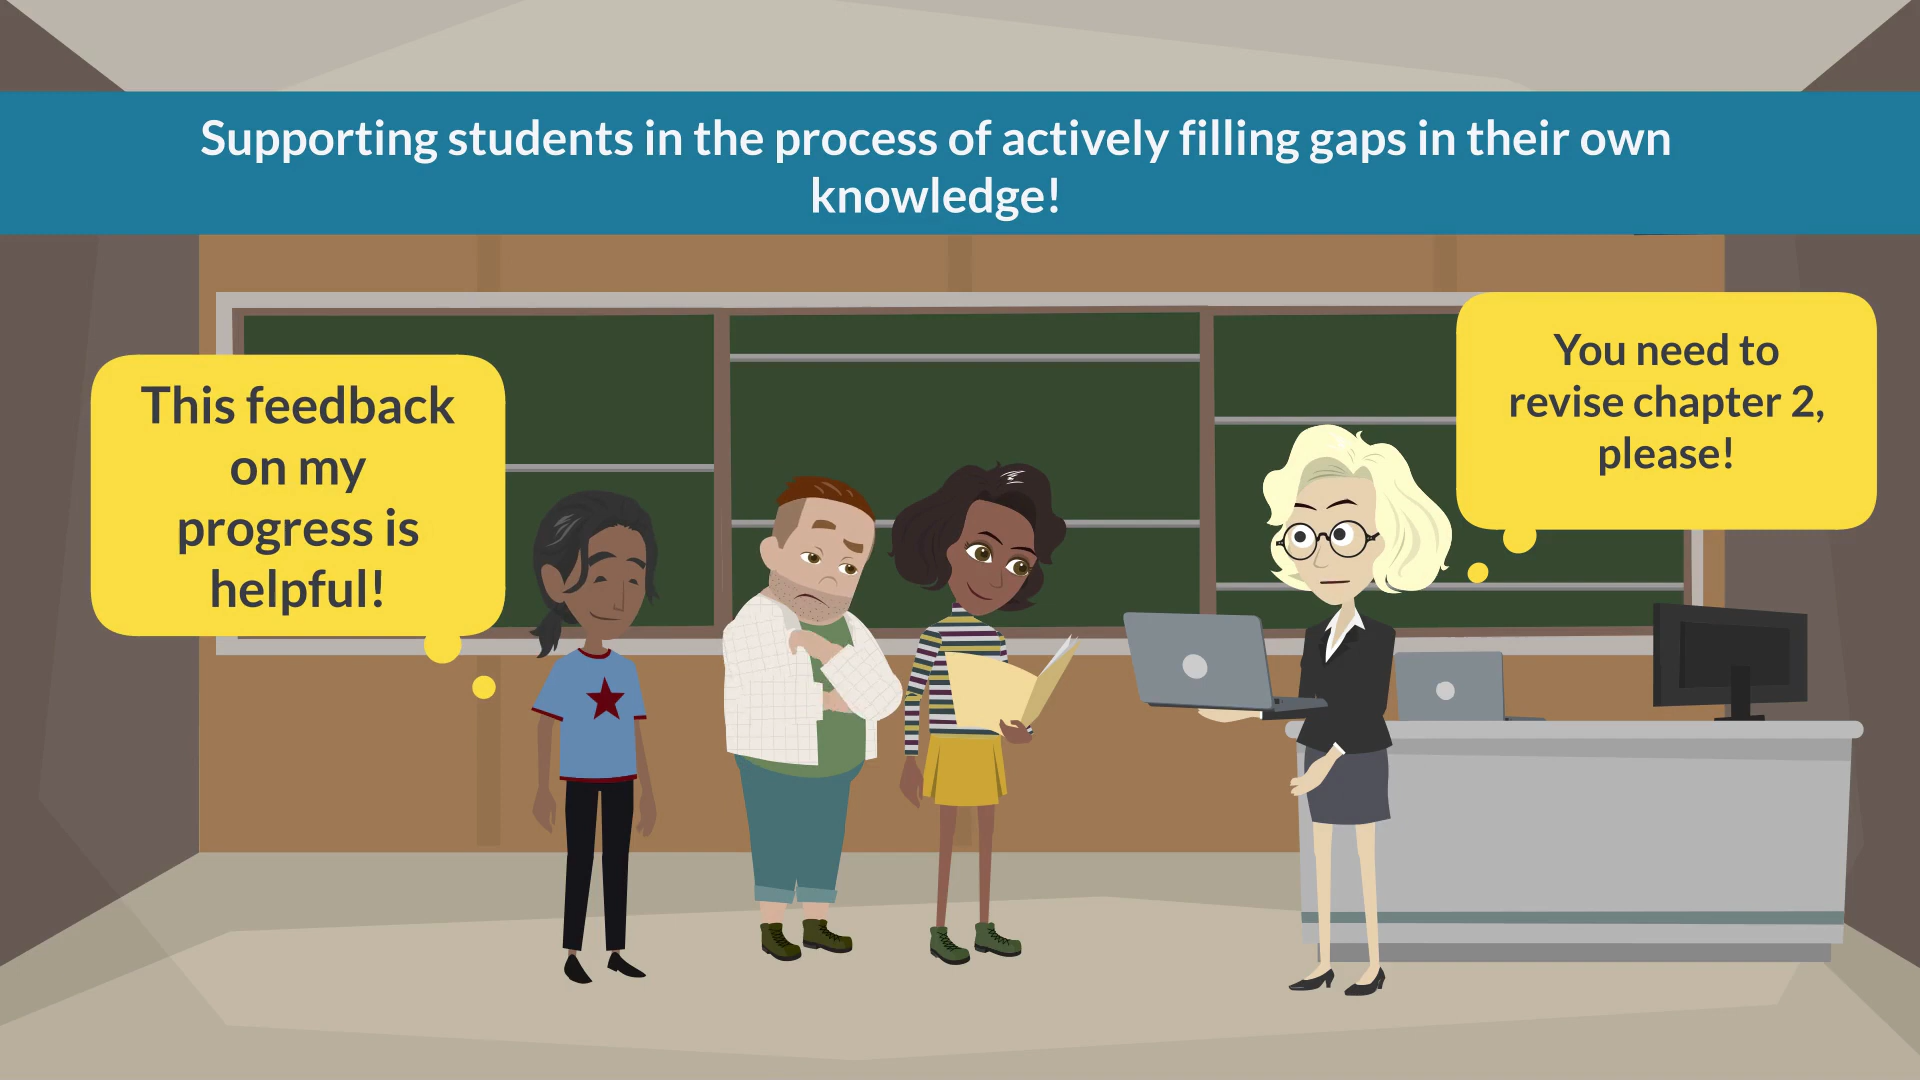 Supporting students in the process of actively filling gaps in their own
knowledge!
This feedback
on my
progress is
helpful!
You need to
revise chapter 2,
please!